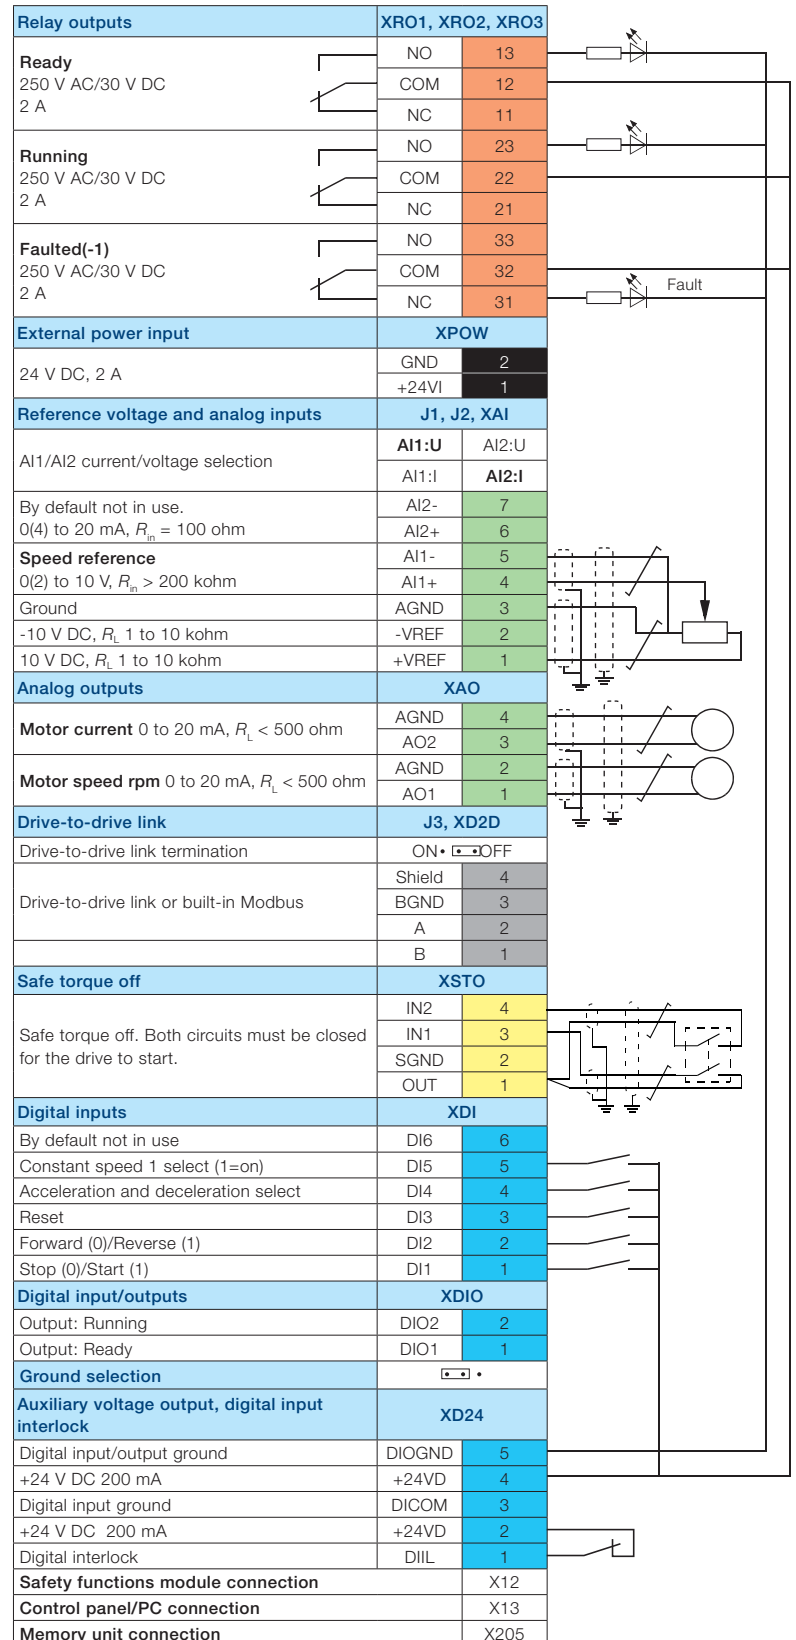 Relay outputs XRO1, XRO2, XRO3
Ready
250 V AC/30 V DC
2 A
NO 13
COM 12
NC 11
Running
250 V AC/30 V DC
2 A
NO 23
COM 22
NC 21
Faulted(-1)
250 V AC/30 V DC
2 A
NO 33
COM 32
NC 31
Fault
External power input XPOW
24 V DC, 2 A
GND 2
+24VI 1
Reference voltage and analog inputs J1, J2, XAI
AI1/AI2 current/voltage selection
AI1:U AI2:U
AI1:I AI2:I
By default not in use.
0(4) to 20 mA, Rin = 100 ohm
AI2- 7
AI2+ 6
Speed reference
0(2) to 10 V, Rin > 200 kohm
AI1- 5
AI1+ 4
Ground AGND 3
-10 V DC, RL 1 to 10 kohm -VREF 2
10 V DC, RL 1 to 10 kohm +VREF 1
Analog outputs XAO
Motor current 0 to 20 mA, RL < 500 ohm
AGND 4
AO2 3
Motor speed rpm 0 to 20 mA, RL < 500 ohm
AGND 2
AO1 1
Drive-to-drive link J3, XD2D
Drive-to-drive link termination ON OFF
Drive-to-drive link or built-in Modbus
Shield 4
BGND 3
A 2
B 1
Safe torque off XSTO
Safe torque off. Both circuits must be closed
for the drive to start.
IN2 4
IN1 3
SGND 2
OUT 1
Digital inputs XDI
By default not in use DI6 6
Constant speed 1 select (1=on) DI5 5
Acceleration and deceleration select DI4 4
Reset DI3 3
Forward (0)/Reverse (1) DI2 2
Stop (0)/Start (1) DI1 1
Digital input/outputs XDIO
Output: Running DIO2 2
Output: Ready DIO1 1
Ground selection
Auxiliary voltage output, digital input
interlock XD24
Digital input/output ground DIOGND 5
+24 V DC 200 mA +24VD 4
Digital input ground DICOM 3
+24 V DC 200 mA +24VD 2
Digital interlock DIIL 1
Safety functions module connection X12
Control panel/PC connection X13
Memory unit connection X205